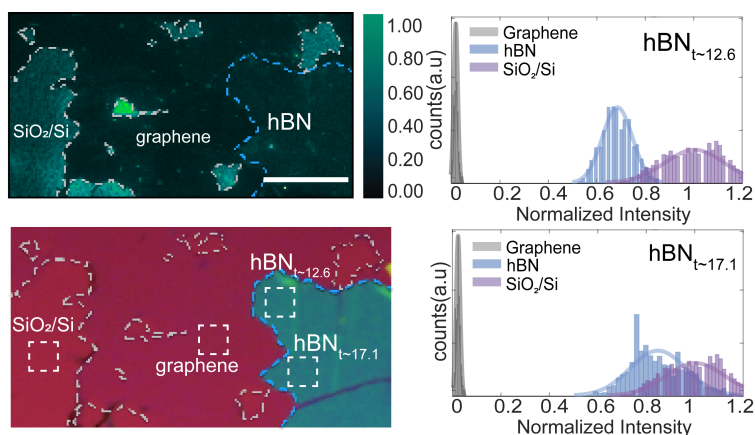 SiO₂/Si
graphene
hBN
1.00
0.80
0.60
0.40
0.20
0.00
counts(a.u)
Graphene
hBN
SiO₂/Si
hBN t~12.6
0 0.2 0.4 0.6 0.8 1 1.2
Normalized Intensity
SiO₂/Si
graphene
hBN t~12.6
hBN t~17.1
counts(a.u)
Graphene
hBN
SiO₂/Si
hBN t~17.1
0 0.2 0.4 0.6 0.8 1 1.2
Normalized Intensity